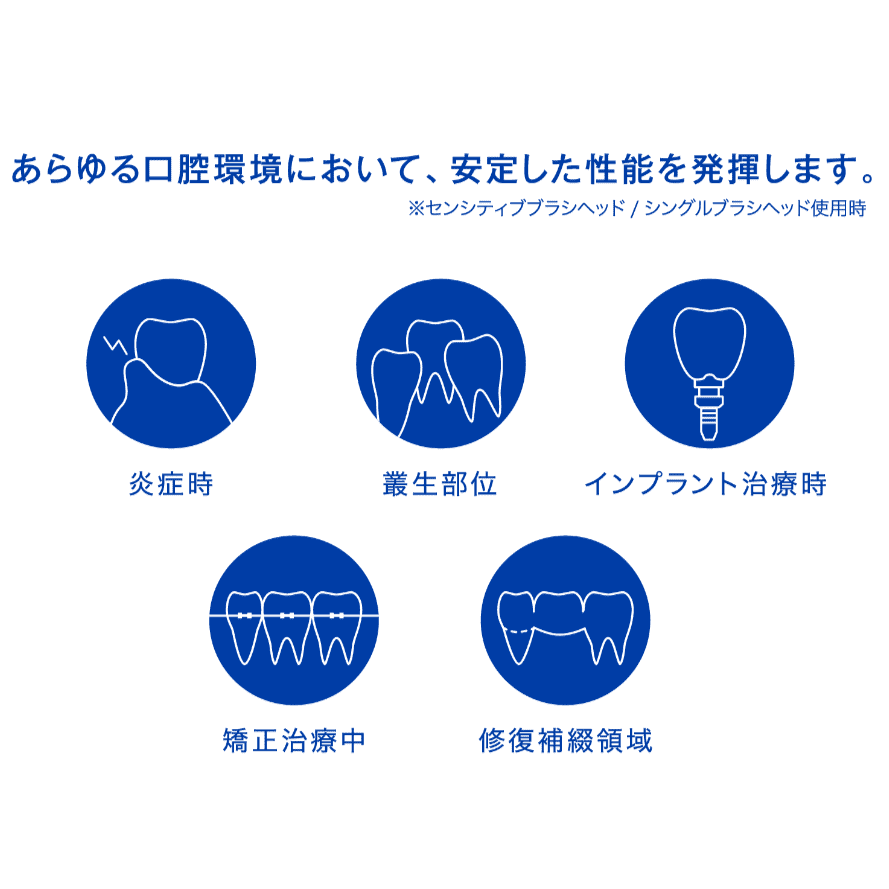 あらゆる口腔環境において、安定した性能を発揮します。
※センシティブブラシヘッド / シングルブラシヘッド使用時
炎症時
叢生部位
インプラント治療時
矯正治療中
修復補綴領域